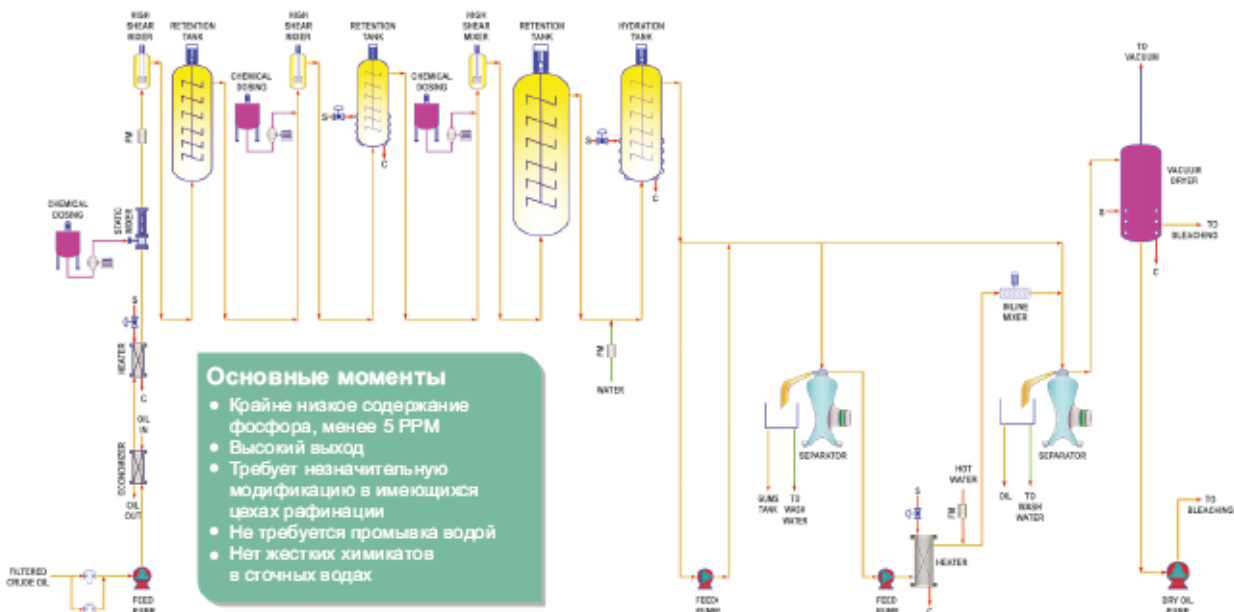 HIGH
SHEAR
MIXER
RETENTION
TANK
HIGH
SHEAR
MIXER
RETENTION
TANK
HIGH
SHEAR
MIXER
RETENTION
TANK
HYDRATION
TANK
TO
VACUUM
CHEMICAL
DOSING
CHEMICAL
DOSING
S
S
FM
C
C
VACUUM
DRYER
CHEMICAL
DOSING
STATIC
MIXER
S
TO
BLEACHING
C
S
INLINE
MIXER
HEATER
FM
C
WATER
Основные моменты
• Крайне низкое содержание
фосфора, менее 5 PPM
• Высокий выход
• Требует незначительную
модификацию в имеющихся
цехах рафинации
• Не требуется промывка водой
• Нет жестких химикатов
в сточных водах
OIL
IN
ECONOMIZER
OIL
OUT
SEPARATOR
SEPARATOR
HOT
WATER
GUMS
TANK
TO
WASH
WATER
S
FM
OIL
TO
WASH
WATER
TO
BLEACHING
HEATER
FILTERED
CRUDE OIL
FEED
PUMP
FEED
PUMP
FEED
PUMP
C
DRY OIL
PUMP